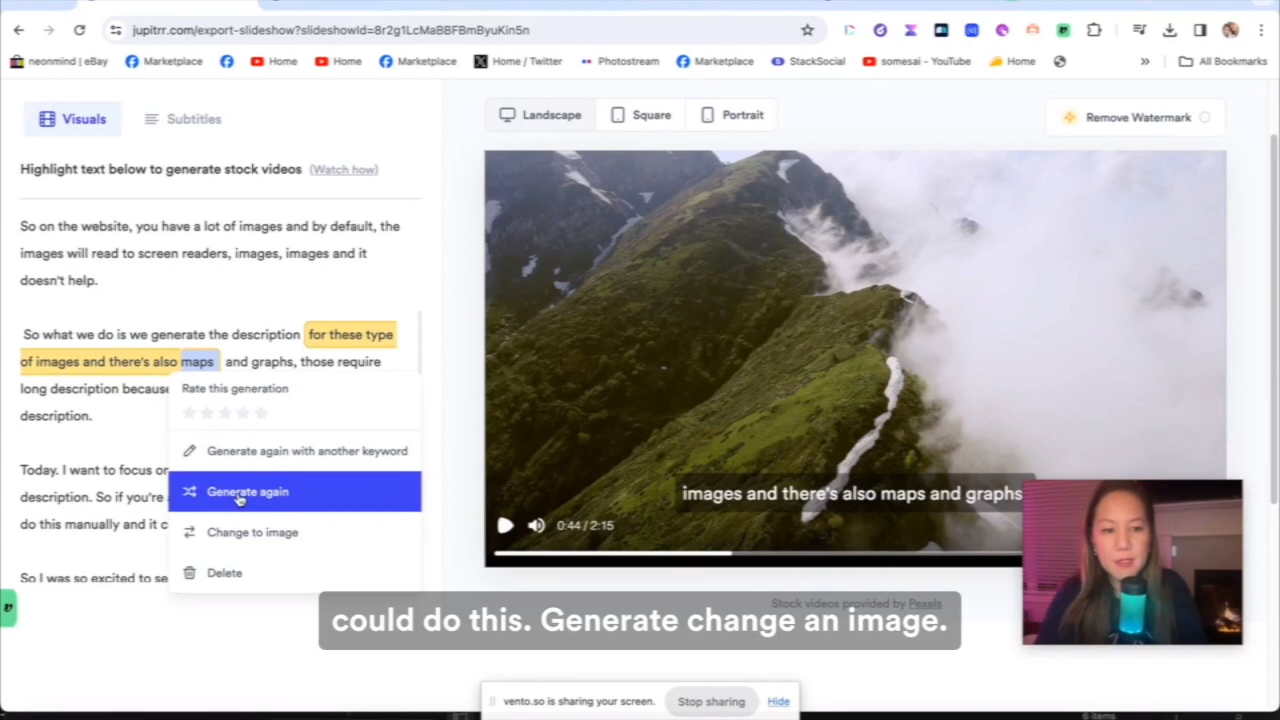 jupitrr.com/export-slideshow?slideshowId=8r2g1LcMaBBFBmByuKin5n
neonmind | eBay
Marketplace
Home
Home
Marketplace
Home / Twitter
Photostream
Marketplace
StackSocial
somesai - YouTube
Home
»
All Bookmarks
Visuals
Subtitles
Landscape
Square
Portrait
Remove Watermark
Highlight text below to generate stock videos (Watch how)
So on the website, you have a lot of images and by default, the
images will read to screen readers, images, images and it
doesn't help.
So what we do is we generate the description for these type
of images and there's also maps and graphs, those require
long description because
description.
Today. I want to focus or
description. So if you're
do this manually and it c
So I was so excited to se
Rate this generation
Generate again with another keyword
Generate again
Change to image
Delete
images and there's also maps and graphs
0:44 / 2:15
Stock videos provided by Pexels
could do this. Generate change an image.
vento.so is sharing your screen.
Stop sharing
Hide
6 items